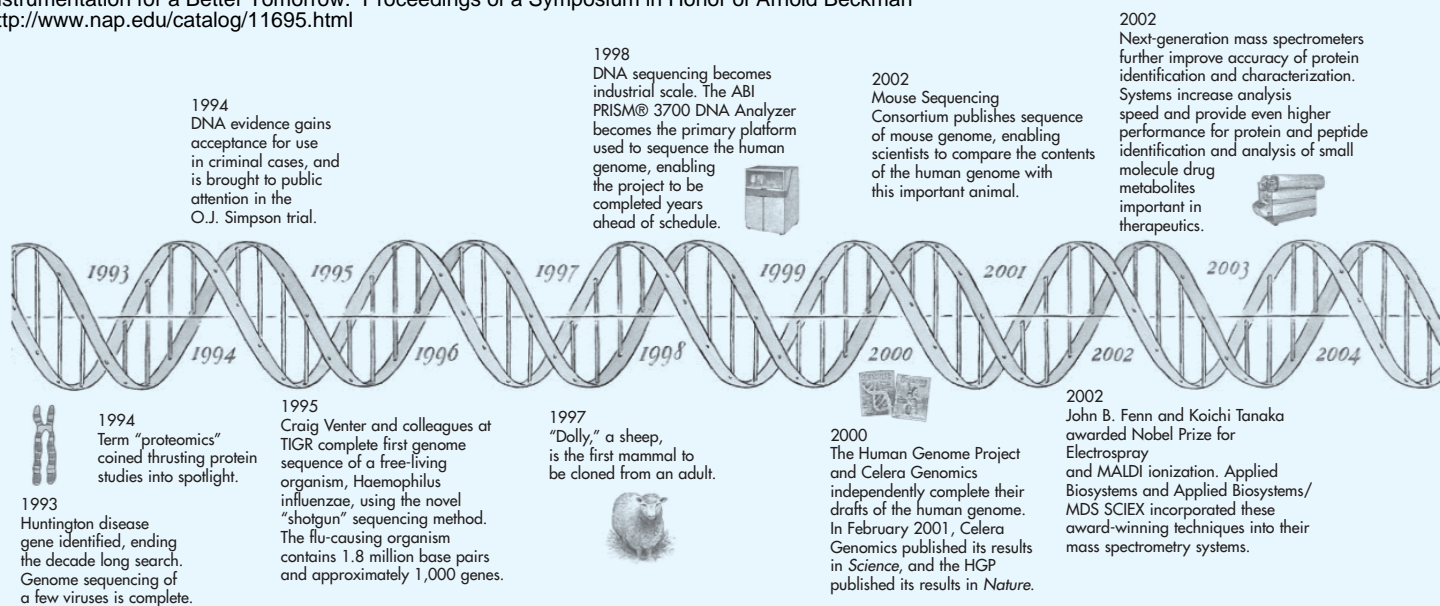 nstrumentation for a Better Tomorrow: Proceedings of a Symposium in Honor of Arnold Beckman
ttp://www.nap.edu/catalog/11695.html
1994
DNA evidence gains
acceptance for use
in criminal cases, and
is brought to public
attention in the
O.J. Simpson trial.
1998
DNA sequencing becomes
industrial scale. The ABI
PRISM® 3700 DNA Analyzer
becomes the primary platform
used to sequence the human
genome, enabling
the project to be
completed years
ahead of schedule.
2002
Mouse Sequencing
Consortium publishes sequence
of mouse genome, enabling
scientists to compare the contents
of the human genome with
this important animal.
2002
Next-generation mass spectrometers
further improve accuracy of protein
identification and characterization.
Systems increase analysis
speed and provide even higher
performance for protein and peptide
identification and analysis of small
molecule drug
metabolites
important in
therapeutics.
1993
1995
1997
1999
2001
2003
1994
1996
1998
2000
2002
2004
1993
Huntington disease
gene identified, ending
the decade long search.
Genome sequencing of
a few viruses is complete.
1994
Term “proteomics”
coined thrusting protein
studies into spotlight.
1995
Craig Venter and colleagues at
TIGR complete first genome
sequence of a free-living
organism, Haemophilus
influenzae, using the novel
“shotgun” sequencing method.
The flu-causing organism
contains 1.8 million base pairs
and approximately 1,000 genes.
1997
“Dolly,” a sheep,
is the first mammal to
be cloned from an adult.
2000
The Human Genome Project
and Celera Genomics
independently complete their
drafts of the human genome.
In February 2001, Celera
Genomics published its results
in Science, and the HGP
published its results in Nature.
2002
John B. Fenn and Koichi Tanaka
awarded Nobel Prize for
Electrospray
and MALDI ionization. Applied
Biosystems and Applied Biosystems/
MDS SCIEX incorporated these
award-winning techniques into their
mass spectrometry systems.